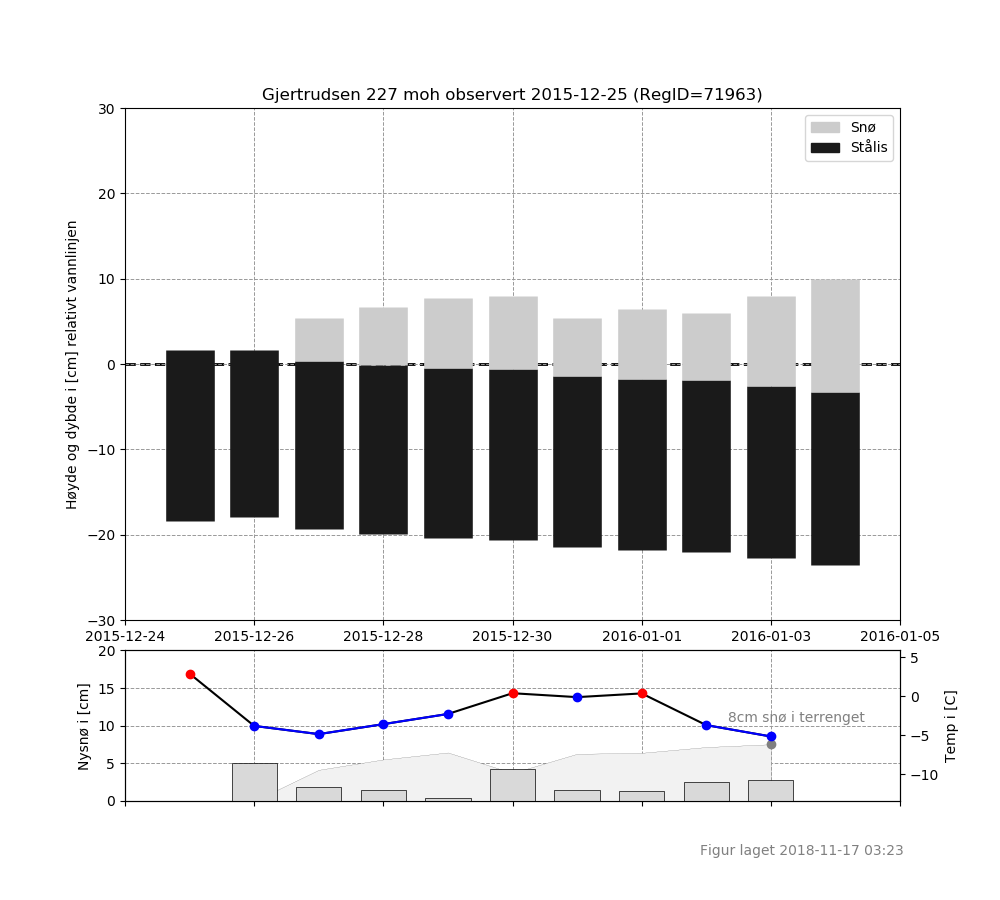 Gjertrudsen 227 moh observert 2015-12-25 (RegID=71963)
Snø
Stålis
Høyde og dybde i [cm] relativt vannlinjen
30
20
10
0
−10
−20
−30
2015-12-24
2015-12-26
2015-12-28
2015-12-30
2016-01-01
2016-01-03
2016-01-05
Nysnø i [cm]
20
15
10
5
0
8cm snø i terrenget
5
0
−5
−10
Temp i [C]
Figur laget 2018-11-17 03:23